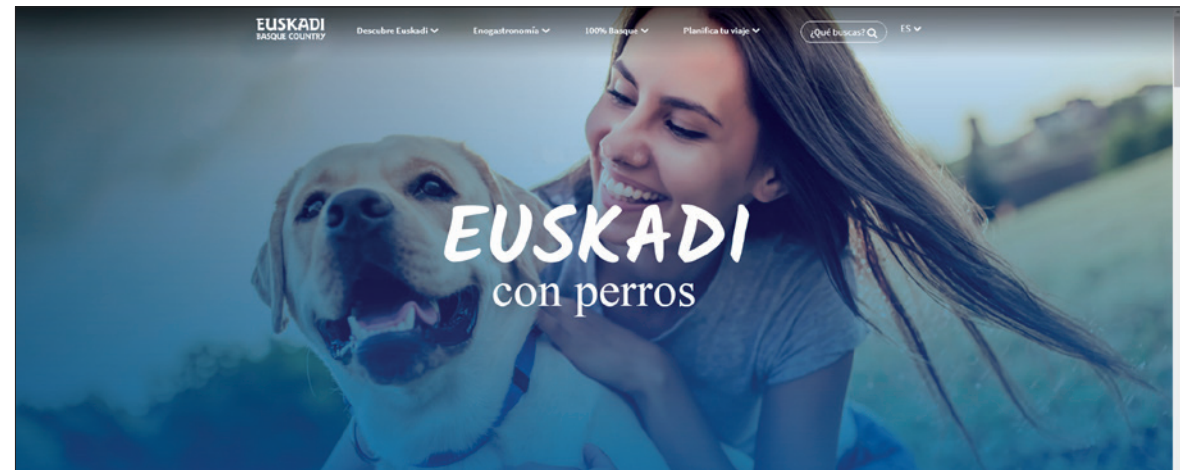 EUSKADI
BASQUE COUNTRY
Descubre Euskadi
Enogastronomía
100% Basque
Planifica tu viaje
¿Qué buscas?
ES
EUSKADI
con perros